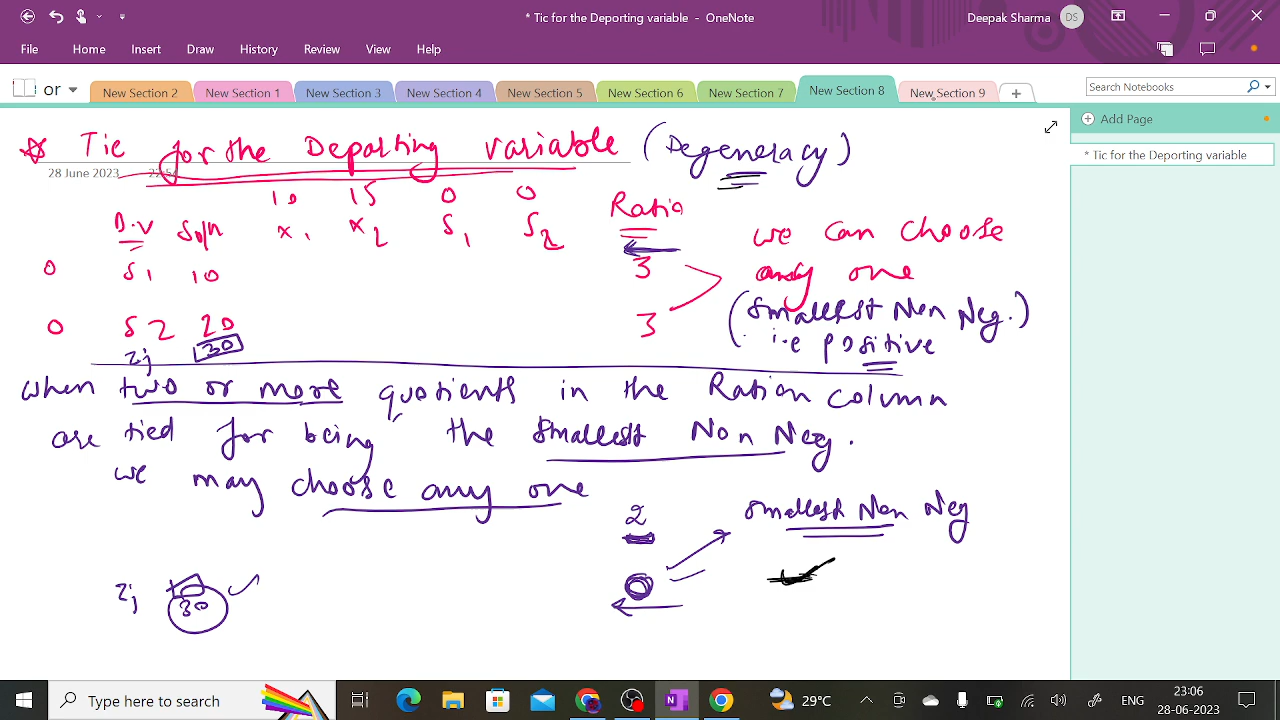 * Tic for the Deporting variable - OneNote
Deepak Sharma DS
File Home Insert Draw History Review View Help
or New Section 2 New Section 1 New Section 3 New Section 4 New Section 5 New Section 6 New Section 7 New Section 8 New Section 9
Search Notebooks
Add Page
* Tic for the Deporting variable
Tie for the Departing variable (Degeneracy)
28 June 2023
10 15 0 0 Ratio
B.V Soln x1 x2 S1 S2
0 S1 10 3
0 S2 20 3
Zj 30
we can choose
any one
(Smallest Non Neg.)
i.e positive
when two or more quotients in the Ration column
are tied for being the smallest Non Neg.
we may choose any one
2 smallest Non Neg
0
Zj 30
Type here to search
29°C
ENG
23:06
28-06-2023